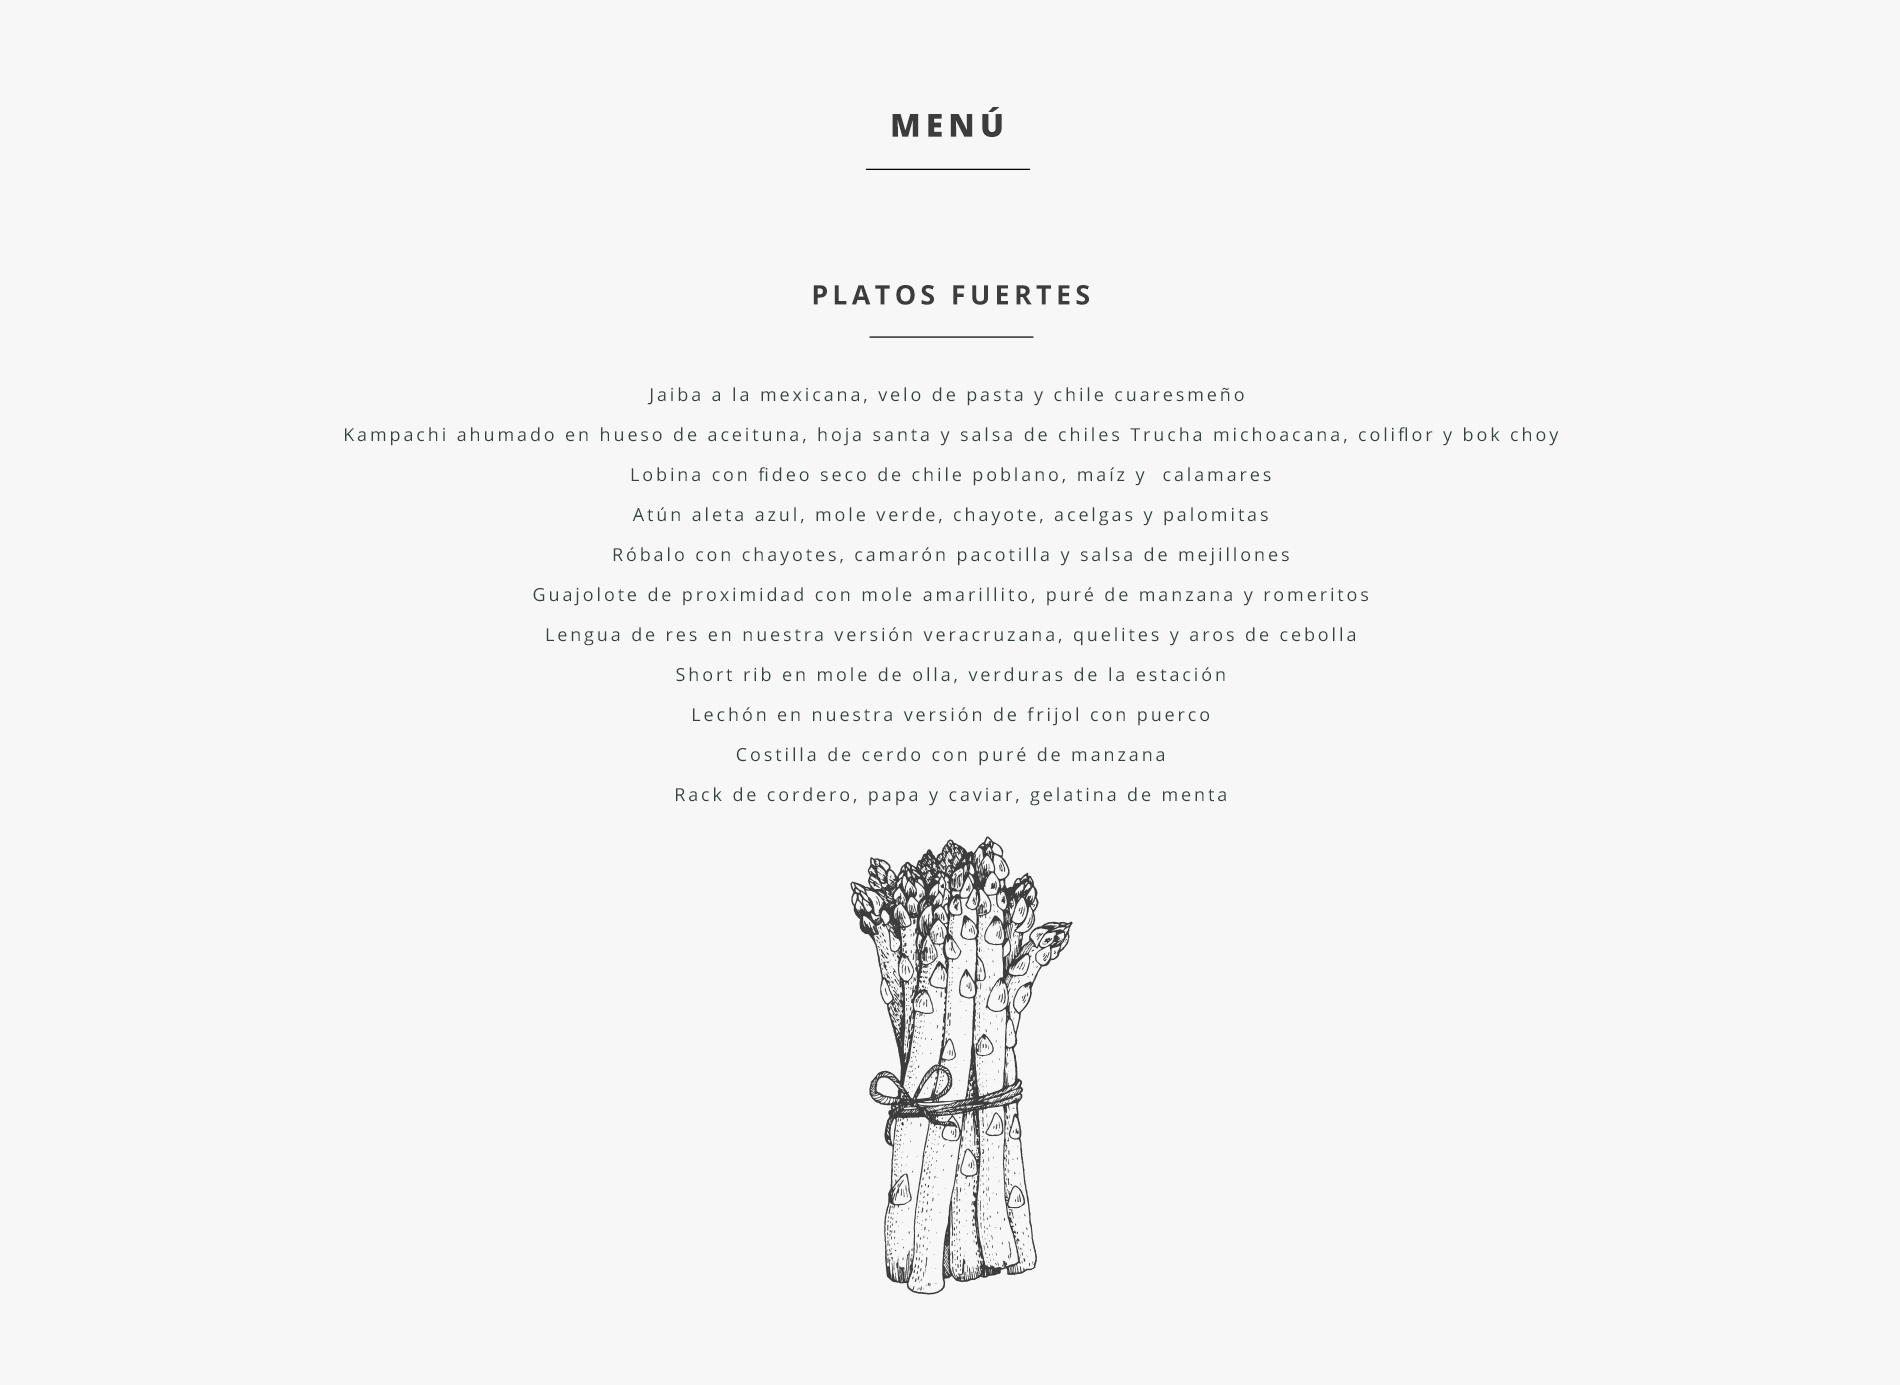 MENÚ
PLATOS FUERTES
Jaiba a la mexicana, velo de pasta y chile cuaresmeño
Kampachi ahumado en hueso de aceituna, hoja santa y salsa de chiles Trucha michoacana, coliflor y bok choy
Lobina con fideo seco de chile poblano, maíz y  calamares
Atún aleta azul, mole verde, chayote, acelgas y palomitas
Róbalo con chayotes, camarón pacotilla y salsa de mejillones
Guajolote de proximidad con mole amarillito, puré de manzana y romeritos
Lengua de res en nuestra versión veracruzana, quelites y aros de cebolla
Short rib en mole de olla, verduras de la estación
Lechón en nuestra versión de frijol con puerco
Costilla de cerdo con puré de manzana
Rack de cordero, papa y caviar, gelatina de menta